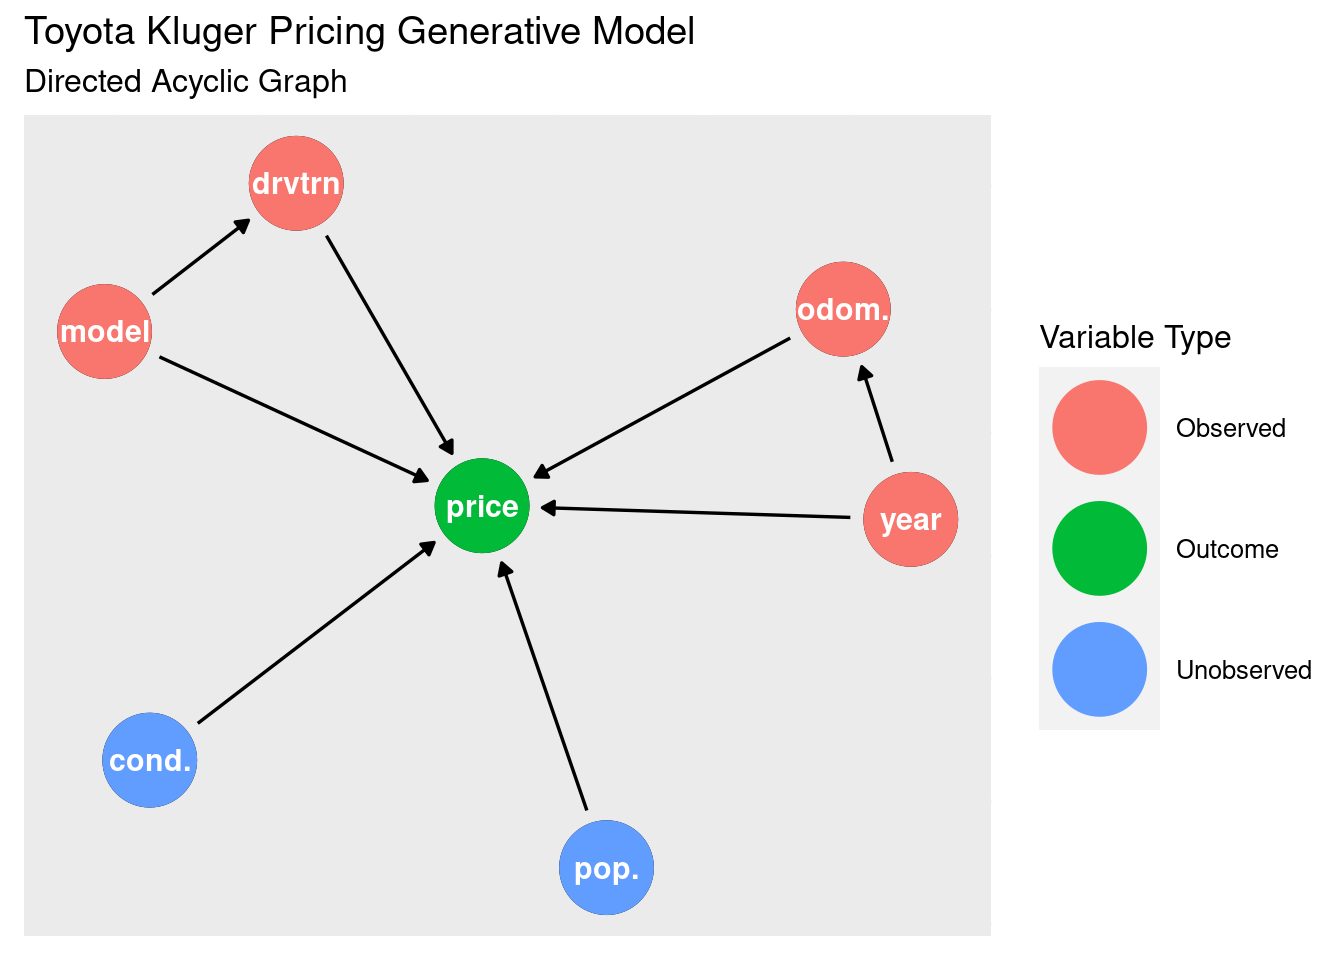 Toyota Kluger Pricing Generative Model
Directed Acyclic Graph
drvtrn
model
odom.
price
year
cond.
pop.
Variable Type
Observed
Outcome
Unobserved